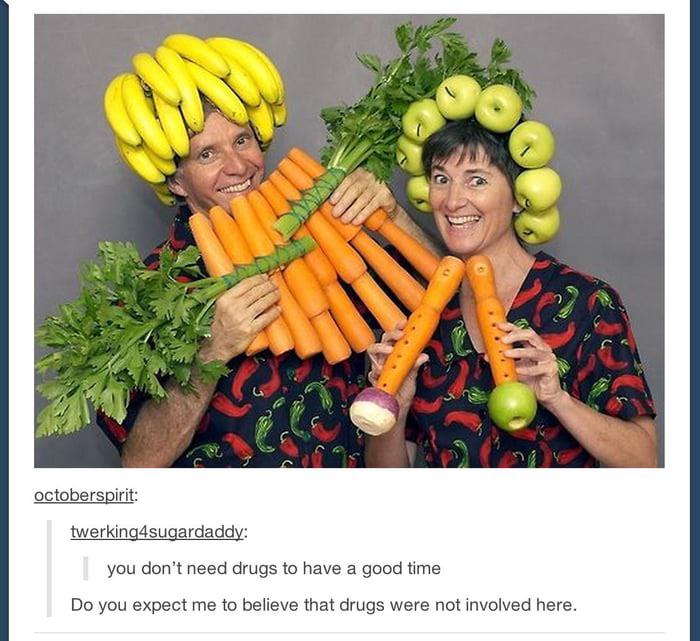 octoberspirit:
twerking4sugardaddy:
you don’t need drugs to have a good time
Do you expect me to believe that drugs were not involved here.